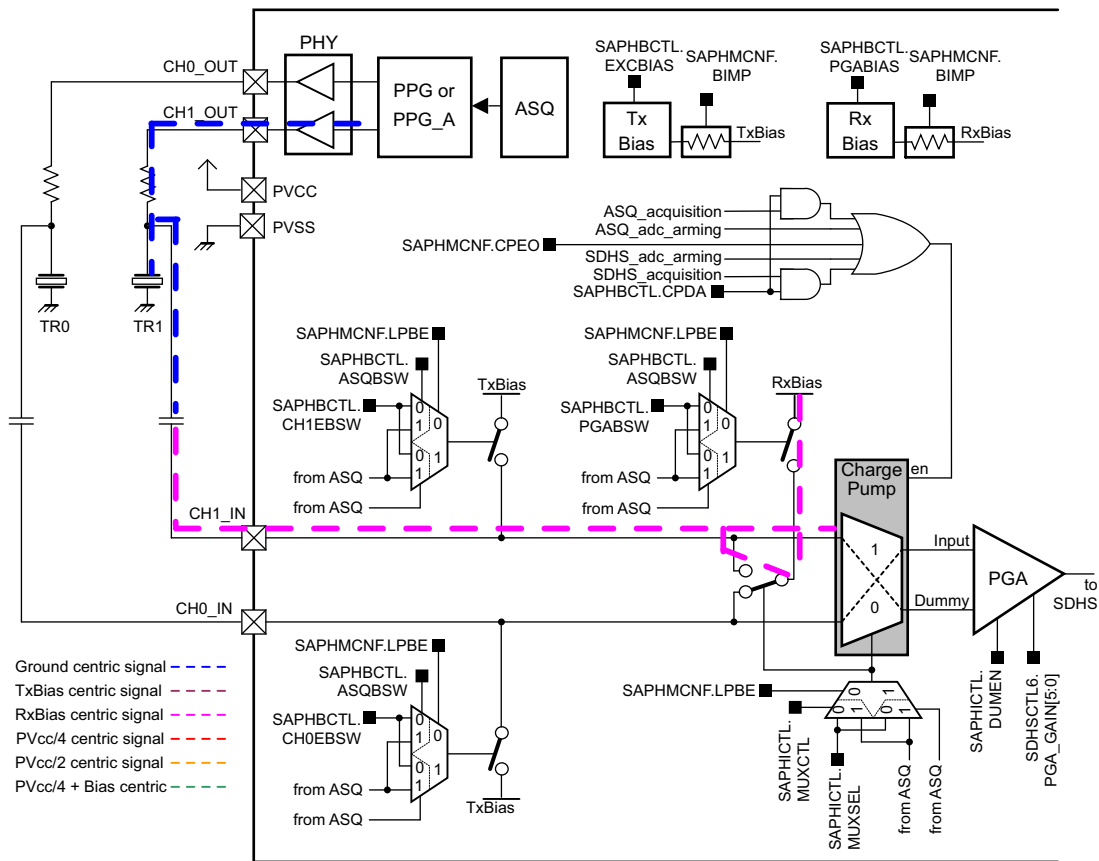 PHY
CH0_OUT
CH1_OUT
PPG or
PPG_A
ASQ
SAPHBCTL.
EXCBIAS
SAPHMCNF.
BIMP
Tx
Bias
TxBias
SAPHBCTL.
PGABIAS
SAPHMCNF.
BIMP
Rx
Bias
RxBias
PVCC
PVSS
ASQ_acquisition
ASQ_adc_arming
SAPHMCNF.CPEO
SDHS_adc_arming
SDHS_acquisition
SAPHBCTL.CPDA
TR0
TR1
SAPHMCNF.LPBE
SAPHBCTL.
ASQBSW
TxBias
SAPHBCTL.
CH1EBSW
0
1
0
0
1
1
from ASQ
from ASQ
SAPHMCNF.LPBE
SAPHBCTL.
ASQBSW
RxBias
SAPHBCTL.
PGABSW
0
1
0
0
1
1
from ASQ
from ASQ
Charge
Pump
en
CH1_IN
1
0
Input
Dummy
PGA
to
SDHS
CH0_IN
SAPHMCNF.LPBE
SAPHBCTL.
ASQBSW
SAPHBCTL.
CH0EBSW
0
1
0
0
1
1
from ASQ
from ASQ
TxBias
SAPHMCNF.LPBE
0
1
0
1
0
1
SAPHICTL.
MUXCTL
SAPHICTL.
MUXSEL
from ASQ
from ASQ
SAPHICTL.
DUMEN
SDHSCTL6.
PGA_GAIN[5:0]
Ground centric signal
TxBias centric signal
RxBias centric signal
PVcc/4 centric signal
PVcc/2 centric signal
PVcc/4 + Bias centric